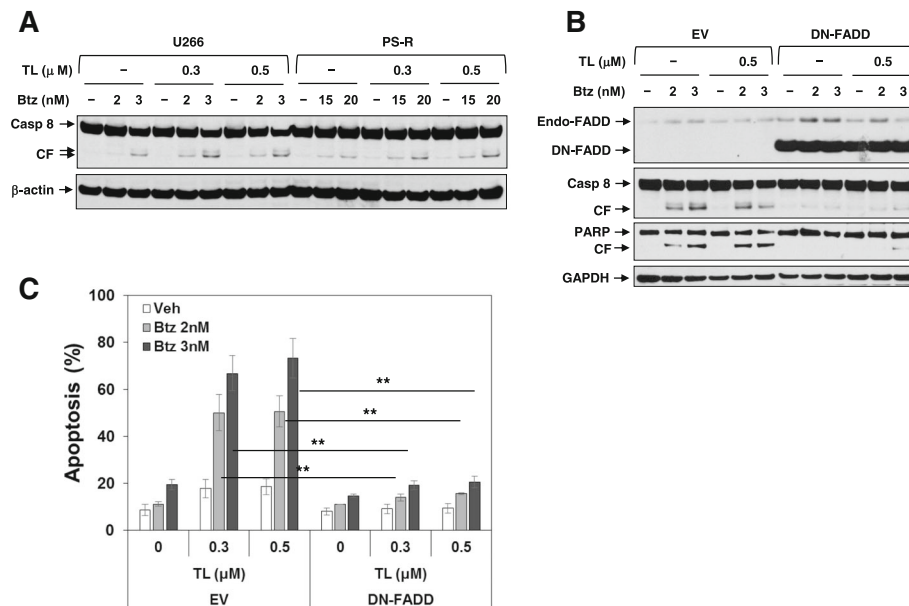 A
U266 PS-R
TL (μ M) – 0.3 0.5 – 0.3 0.5
Btz (nM) – 2 3 – 2 3 – 2 3 – 15 20 – 15 20 – 15 20
Casp 8
CF
β-actin
B
EV DN-FADD
TL (μM) – 0.5 – 0.5
Btz (nM) – 2 3 – 2 3 – 2 3 – 2 3
Endo-FADD
DN-FADD
Casp 8
CF
PARP
CF
GAPDH
C
Apoptosis (%)
100
80
60
40
20
0
Veh
Btz 2nM
Btz 3nM
**
**
**
**
0 0.3 0.5 0 0.3 0.5
TL (μM) TL (μM)
EV DN-FADD